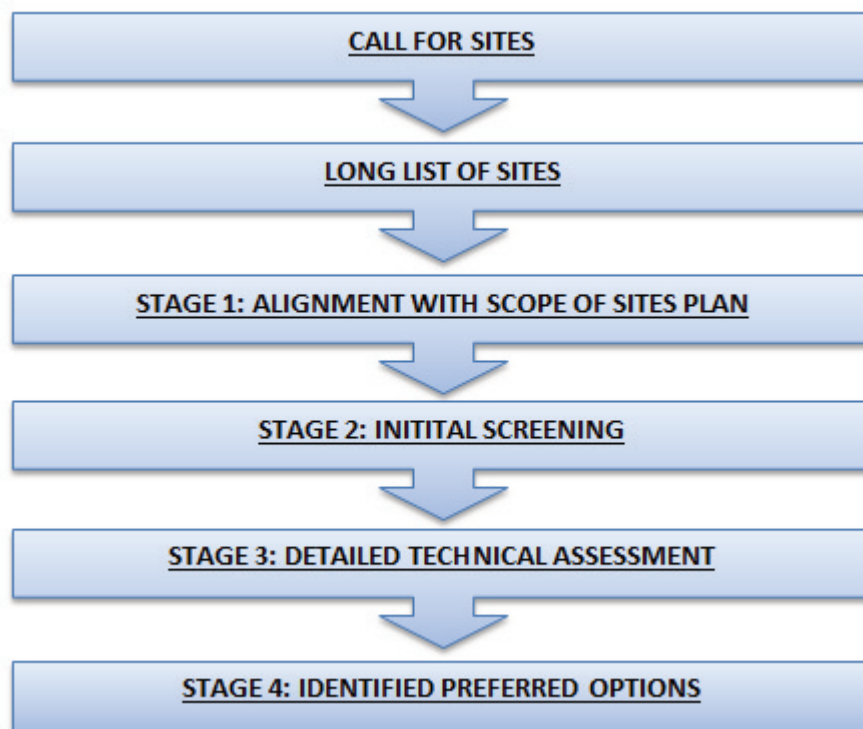 CALL FOR SITES
LONG LIST OF SITES
STAGE 1: ALIGNMENT WITH SCOPE OF SITES PLAN
STAGE 2: INITITAL SCREENING
STAGE 3: DETAILED TECHNICAL ASSESSMENT
STAGE 4: IDENTIFIED PREFERRED OPTIONS